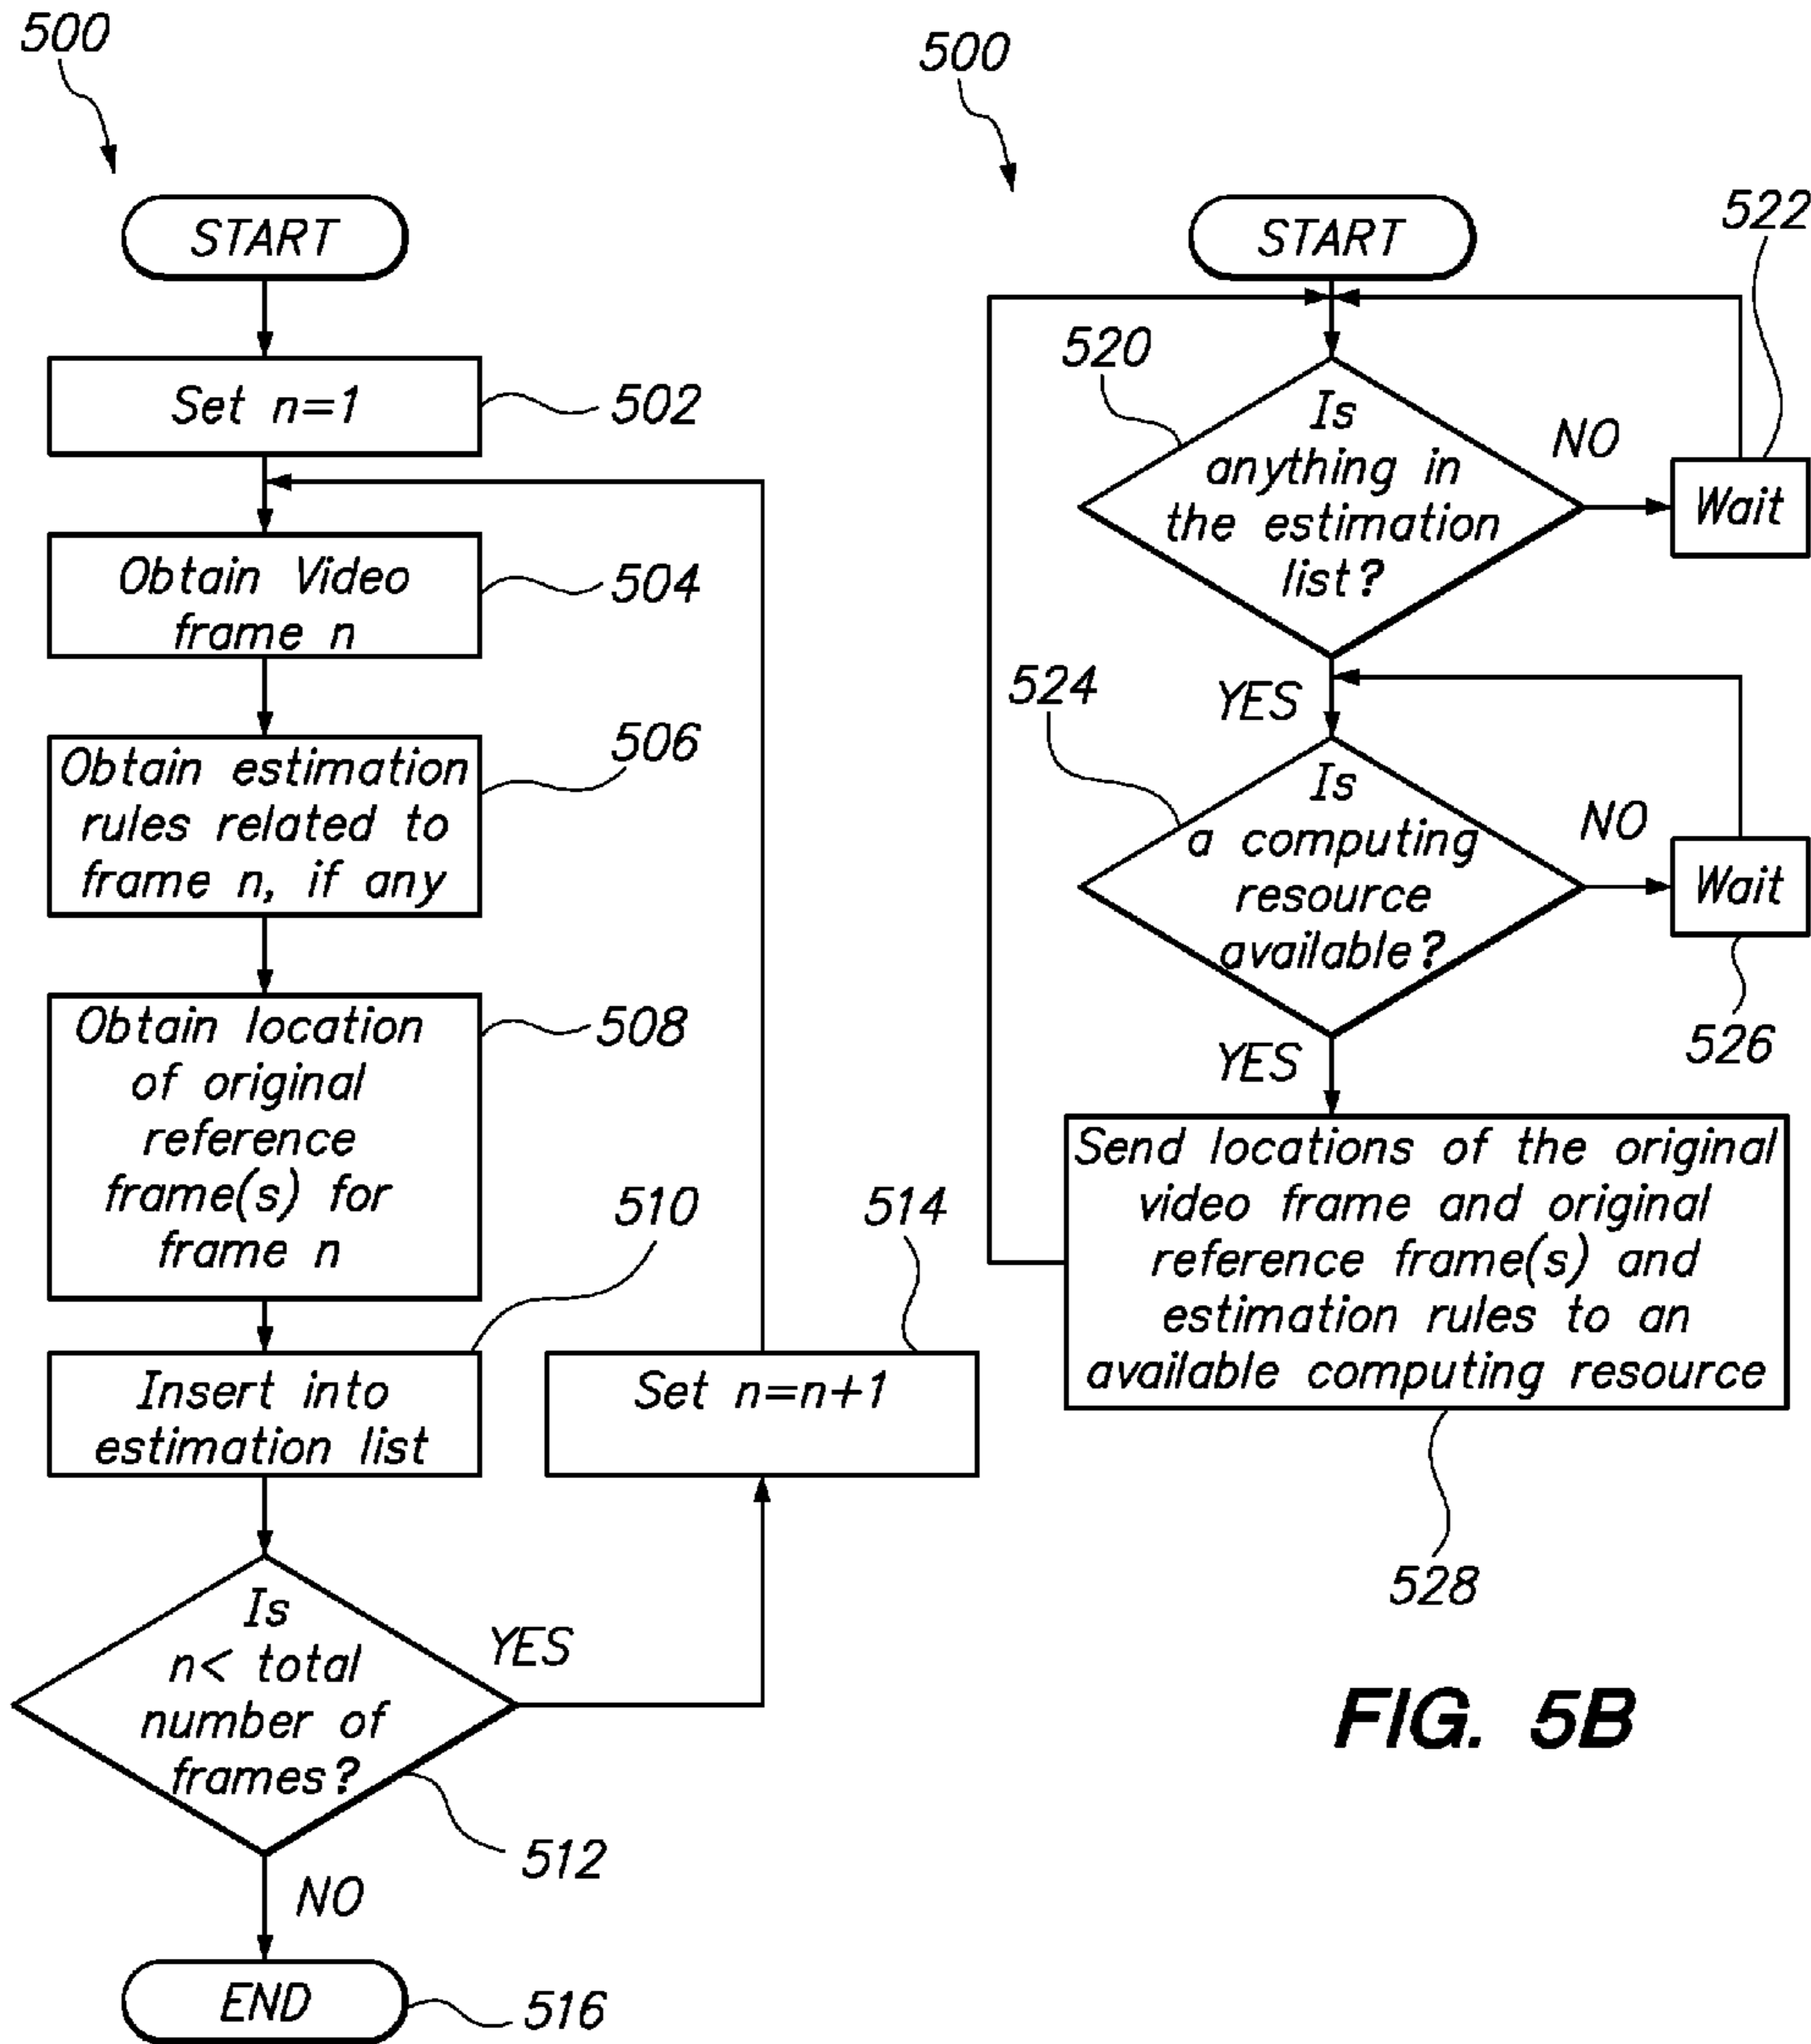 500
START
Set n=1
502
Obtain Video
frame n
504
Obtain estimation
rules related to
frame n, if any
506
Obtain location
of original
reference
frame(s) for
frame n
508
Insert into
estimation list
510
Set n=n+1
514
Is
n< total
number of
frames?
YES
512
NO
END
516
500
START
522
520
Is
anything in
the estimation
list?
NO
Wait
YES
524
Is
a computing
resource
available?
NO
Wait
526
YES
Send locations of the original
video frame and original
reference frame(s) and
estimation rules to an
available computing resource
528
FIG. 5B